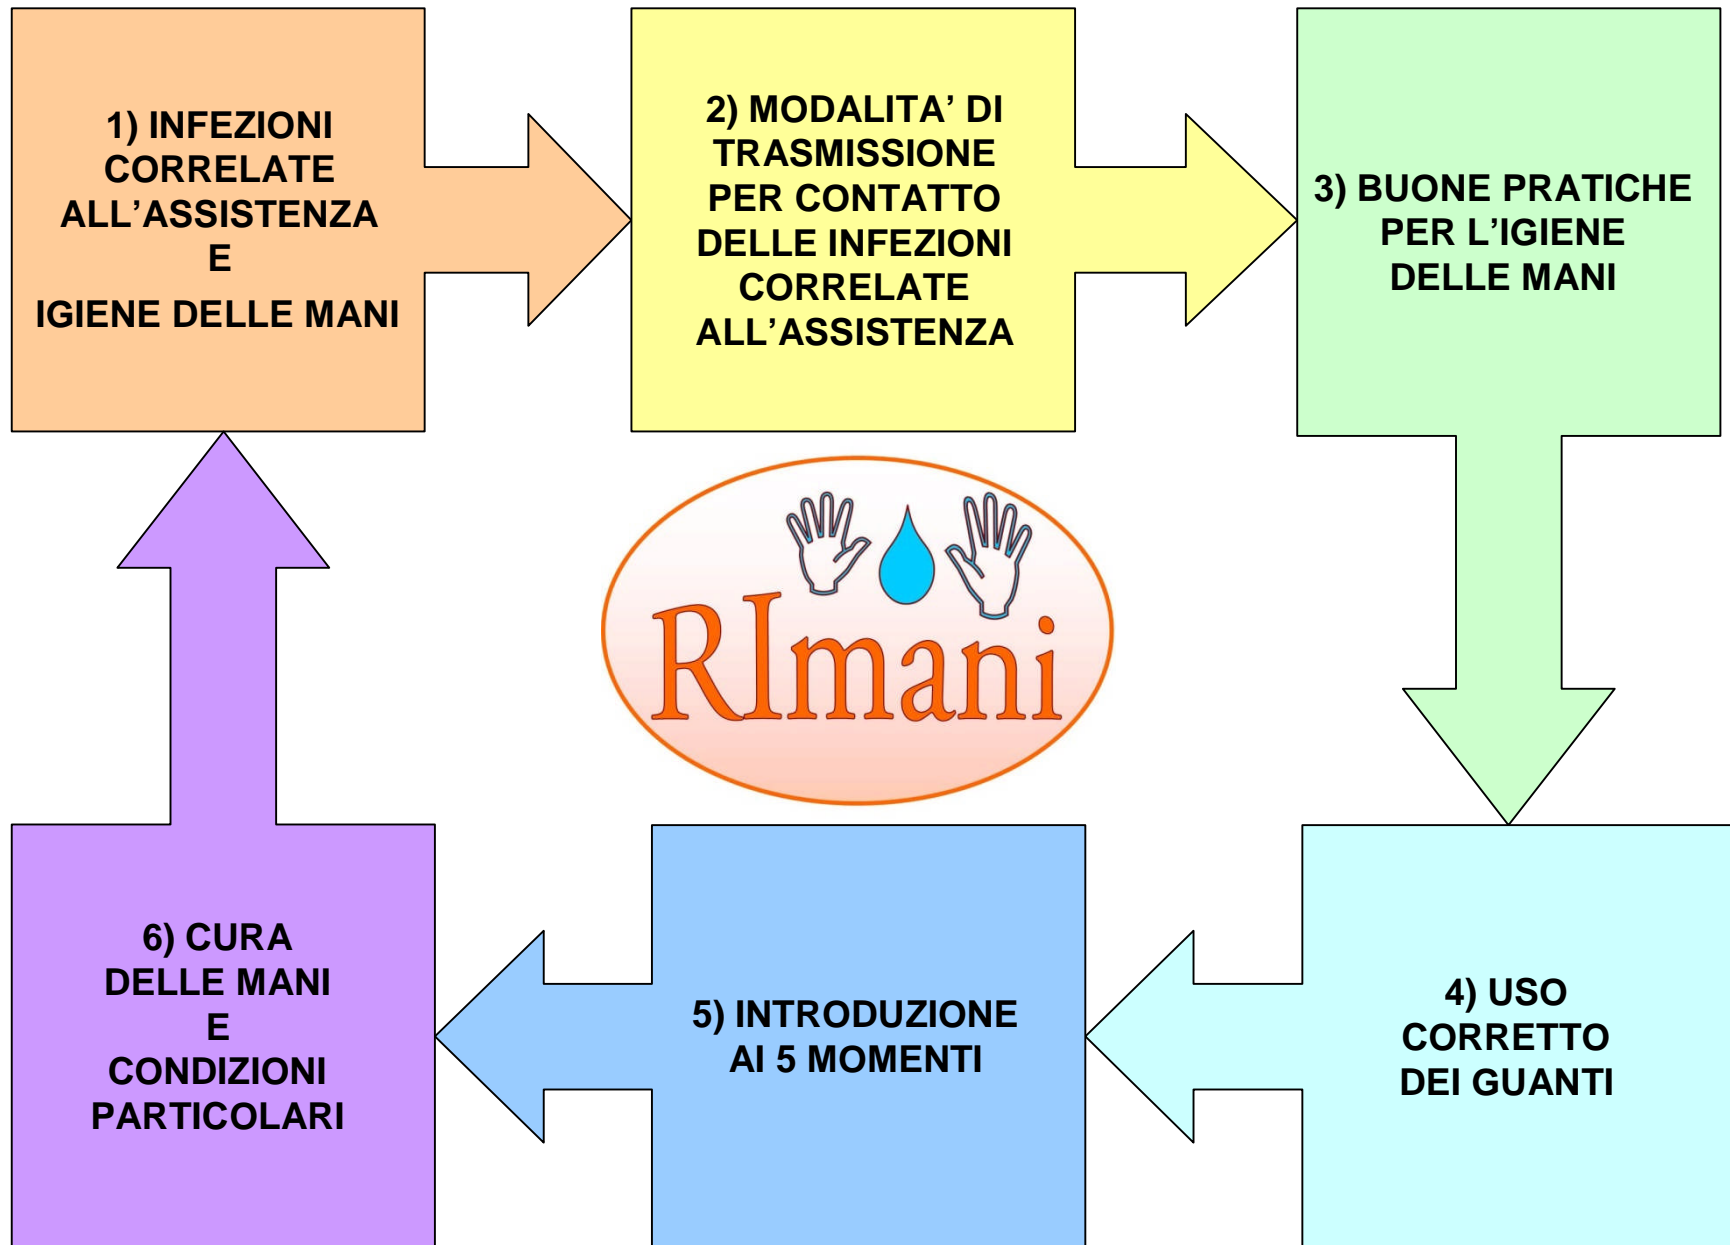 1) INFEZIONI
CORRELATE
ALL’ASSISTENZA
E
IGIENE DELLE MANI
2) MODALITA’ DI
TRASMISSIONE
PER CONTATTO
DELLE INFEZIONI
CORRELATE
ALL’ASSISTENZA
3) BUONE PRATICHE
PER L’IGIENE
DELLE MANI
RImani
6) CURA
DELLE MANI
E
CONDIZIONI
PARTICOLARI
5) INTRODUZIONE
AI 5 MOMENTI
4) USO
CORRETTO
DEI GUANTI